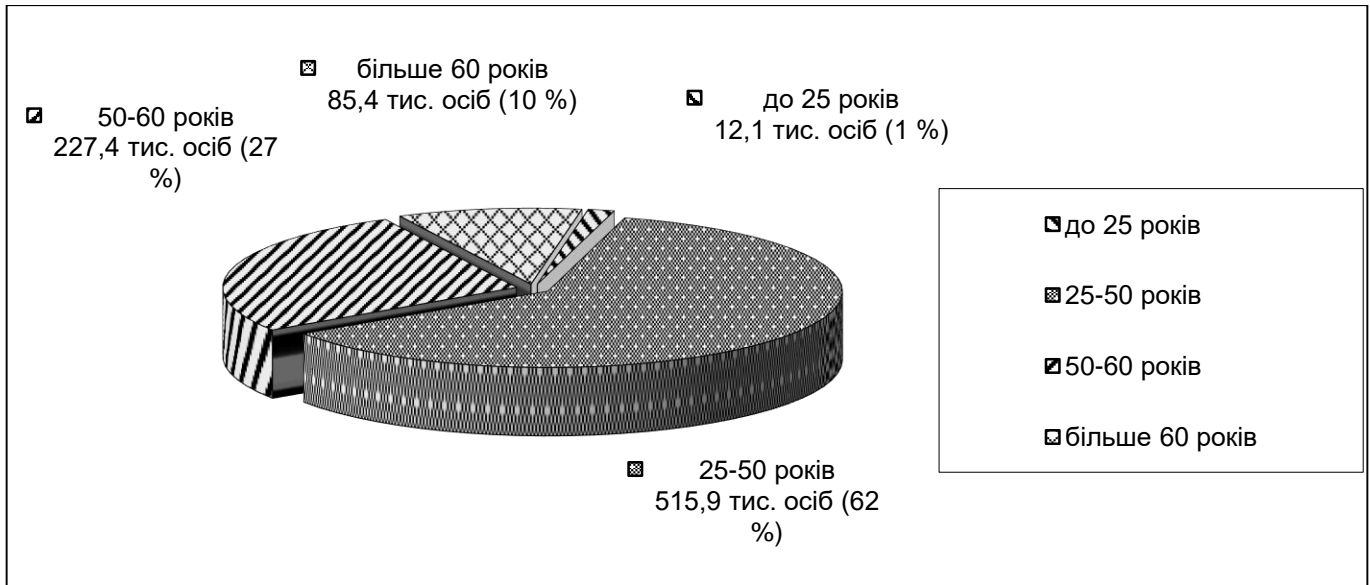 більше 60 років
85,4 тис. осіб (10 %)
до 25 років
12,1 тис. осіб (1 %)
50-60 років
227,4 тис. осіб (27
%)
до 25 років
25-50 років
50-60 років
більше 60 років
25-50 років
515,9 тис. осіб (62
%)